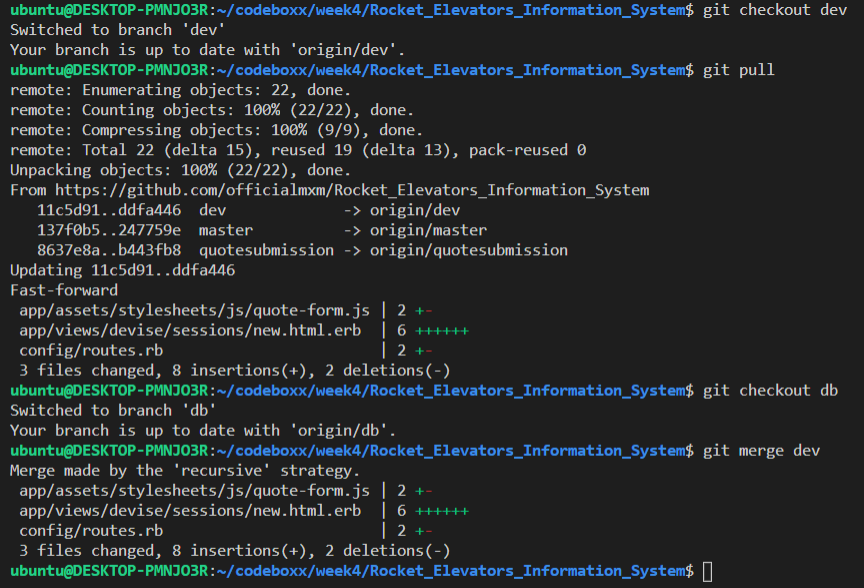 ubuntu@DESKTOP-PMNJO3R:~/codeboxx/week4/Rocket_Elevators_Information_System$ git checkout dev
Switched to branch 'dev'
Your branch is up to date with 'origin/dev'.
ubuntu@DESKTOP-PMNJO3R:~/codeboxx/week4/Rocket_Elevators_Information_System$ git pull
remote: Enumerating objects: 22, done.
remote: Counting objects: 100% (22/22), done.
remote: Compressing objects: 100% (9/9), done.
remote: Total 22 (delta 15), reused 19 (delta 13), pack-reused 0
Unpacking objects: 100% (22/22), done.
From https://github.com/officialmxm/Rocket_Elevators_Information_System
   11c5d91..ddfa446  dev             -> origin/dev
   137f0b5..247759e  master          -> origin/master
   8637e8a..b443fb8  quotesubmission -> origin/quotesubmission
Updating 11c5d91..ddfa446
Fast-forward
 app/assets/stylesheets/js/quote-form.js | 2 +-
 app/views/devise/sessions/new.html.erb  | 6 ++++++
 config/routes.rb                        | 2 +-
 3 files changed, 8 insertions(+), 2 deletions(-)
ubuntu@DESKTOP-PMNJO3R:~/codeboxx/week4/Rocket_Elevators_Information_System$ git checkout db
Switched to branch 'db'
Your branch is up to date with 'origin/db'.
ubuntu@DESKTOP-PMNJO3R:~/codeboxx/week4/Rocket_Elevators_Information_System$ git merge dev
Merge made by the 'recursive' strategy.
 app/assets/stylesheets/js/quote-form.js | 2 +-
 app/views/devise/sessions/new.html.erb  | 6 ++++++
 config/routes.rb                        | 2 +-
 3 files changed, 8 insertions(+), 2 deletions(-)
ubuntu@DESKTOP-PMNJO3R:~/codeboxx/week4/Rocket_Elevators_Information_System$